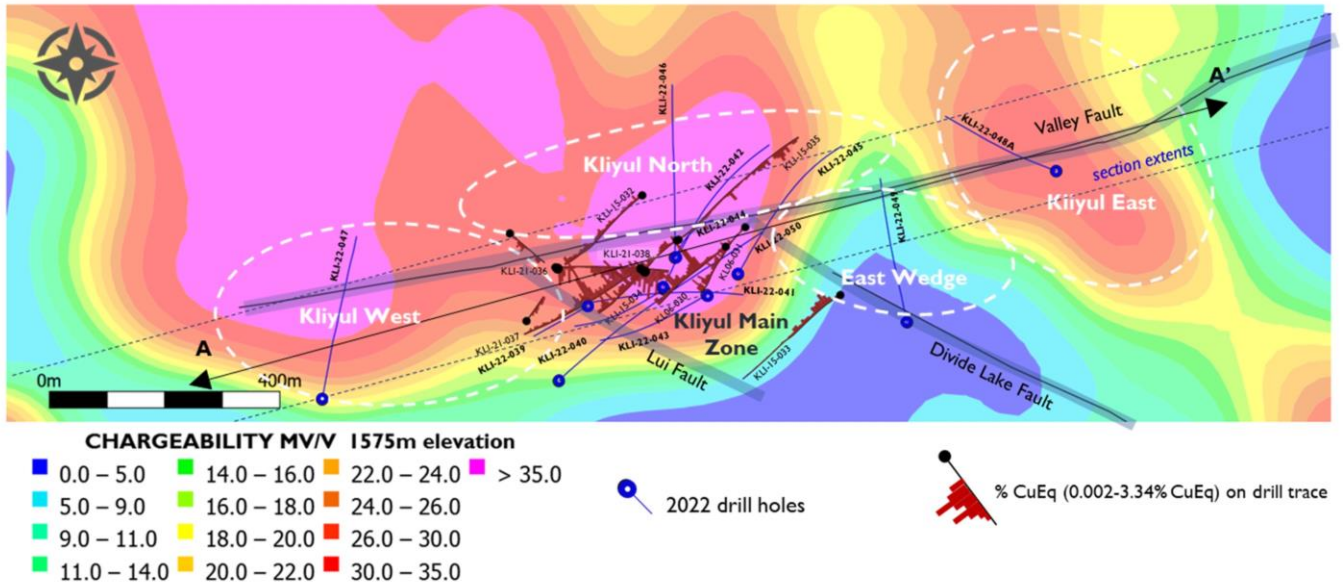 KLI-22-046
A'
Valley Fault
KLI-22-048A
KLI-15-035
KLI-22-045
KLI-22-042
Kliyul North
section extents
KLI-15-032
Kliyul East
KLI-22-047
KLI-22-044
KLI-22-050
KLI-21-038
KL06-031
KLI-21-036
East Wedge
KLI-22-041
Kliyul West
KL06-030
Kliyul Main
Zone
KLI-21-037
KLI-22-039
KLI-22-040
KLI-22-043
A
Lui Fault
KLI-15-033
Divide Lake Fault
0m
400m
CHARGEABILITY MV/V 1575m elevation
0.0 – 5.0
14.0 – 16.0
22.0 – 24.0
> 35.0
5.0 – 9.0
16.0 – 18.0
24.0 – 26.0
9.0 – 11.0
18.0 – 20.0
26.0 – 30.0
11.0 – 14.0
20.0 – 22.0
30.0 – 35.0
2022 drill holes
% CuEq (0.002-3.34% CuEq) on drill trace